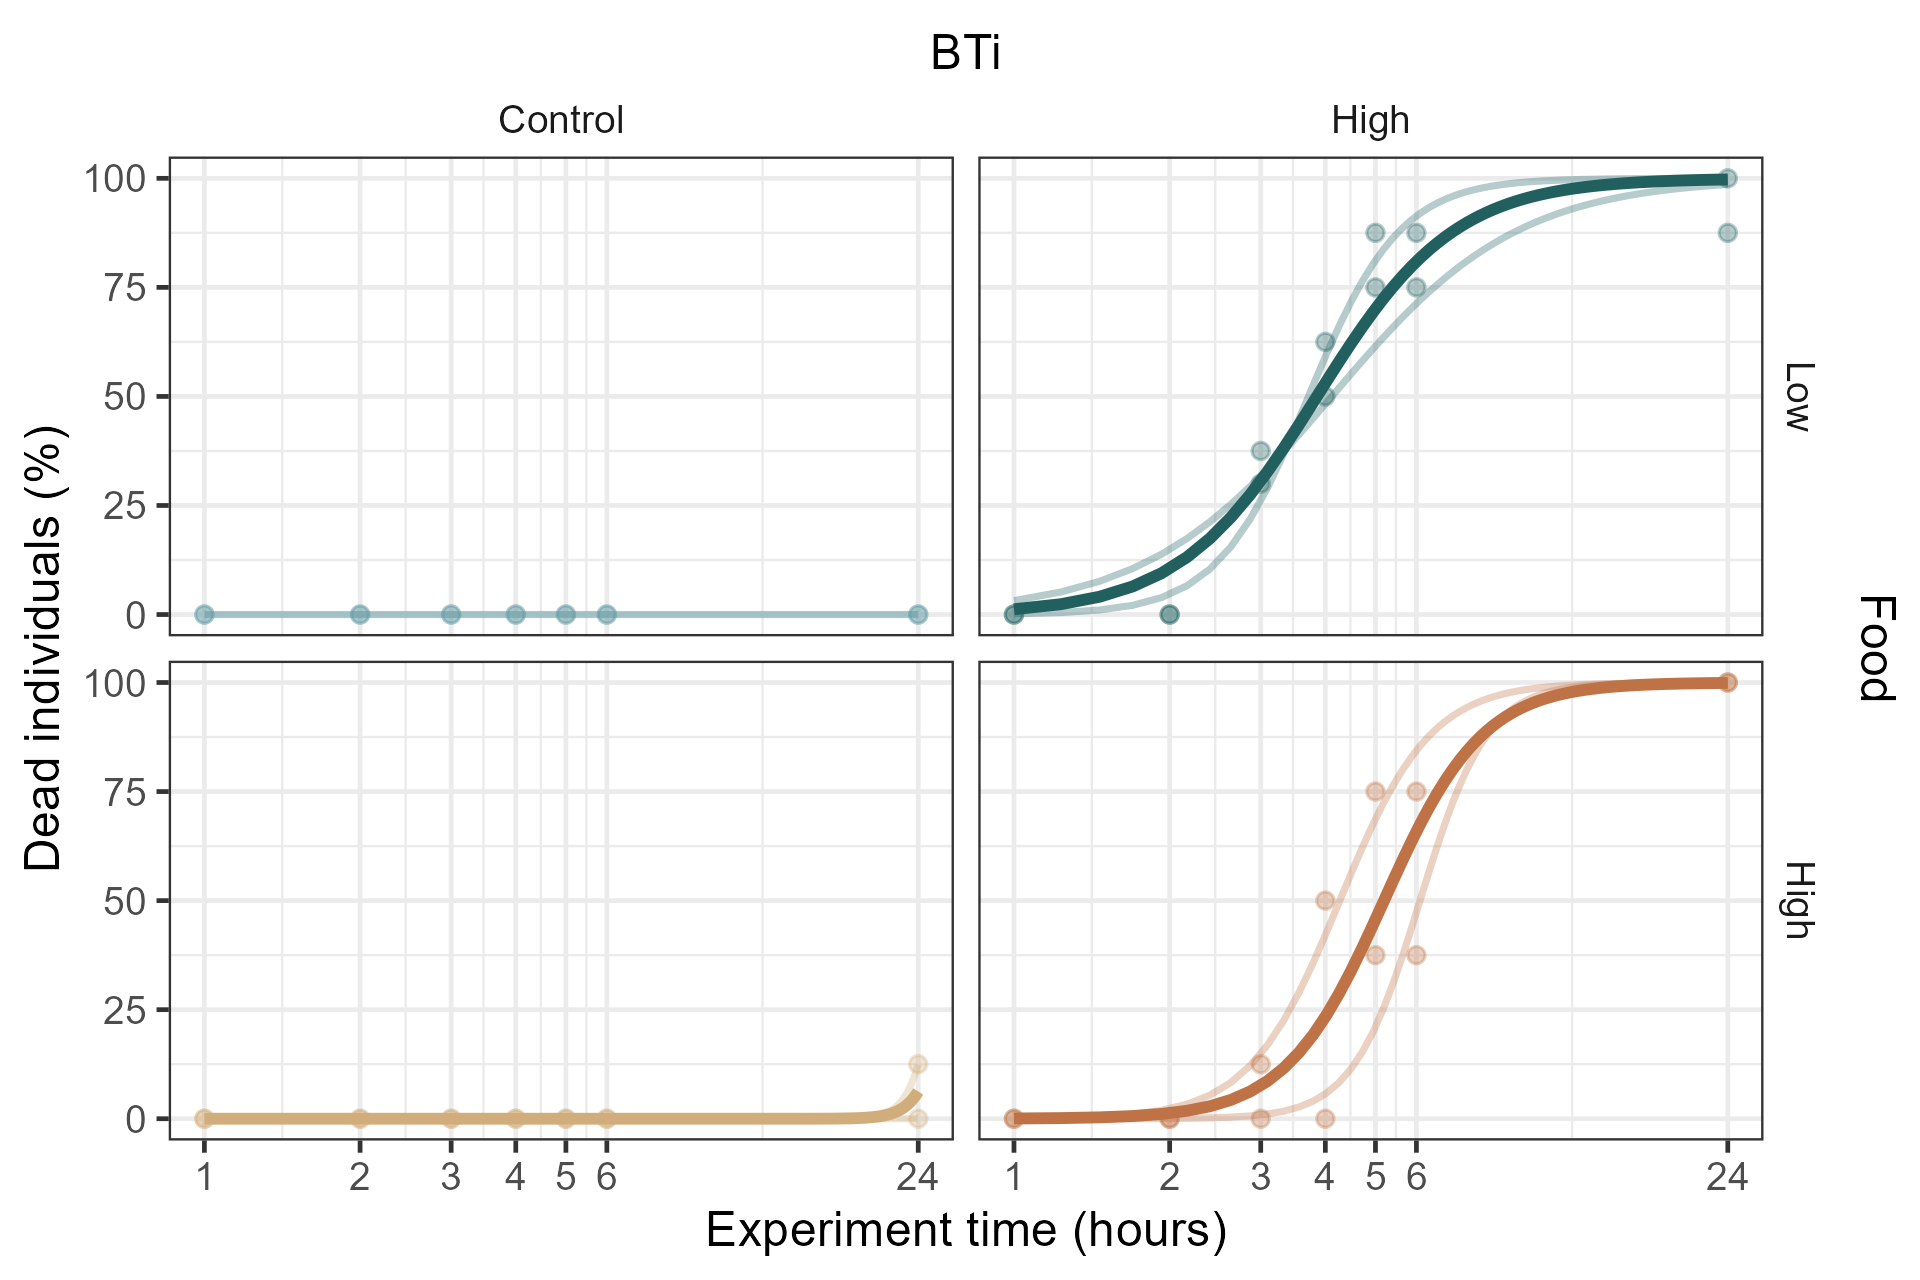 BTi
Control High
100
75
50
25
0
Low
100
75
50
25
0
High
Dead individuals (%)
Food
1 2 3 4 5 6 24 1 2 3 4 5 6 24
Experiment time (hours)